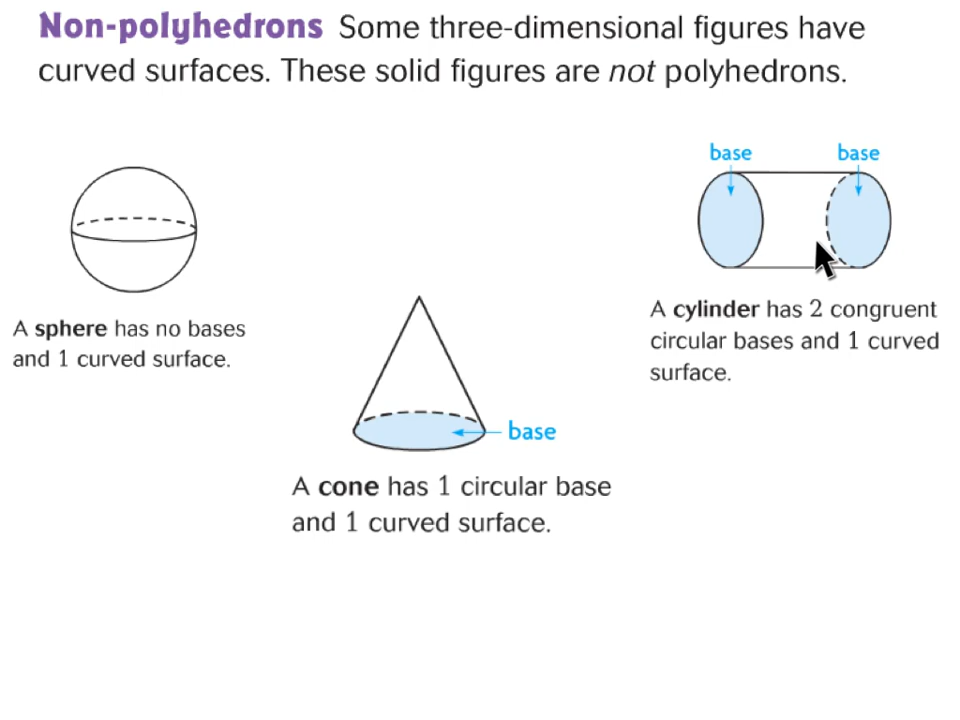 Non-polyhedrons Some three-dimensional figures have
curved surfaces. These solid figures are not polyhedrons.
base base
A sphere has no bases
and 1 curved surface.
base
A cone has 1 circular base
and 1 curved surface.
A cylinder has 2 congruent
circular bases and 1 curved
surface.